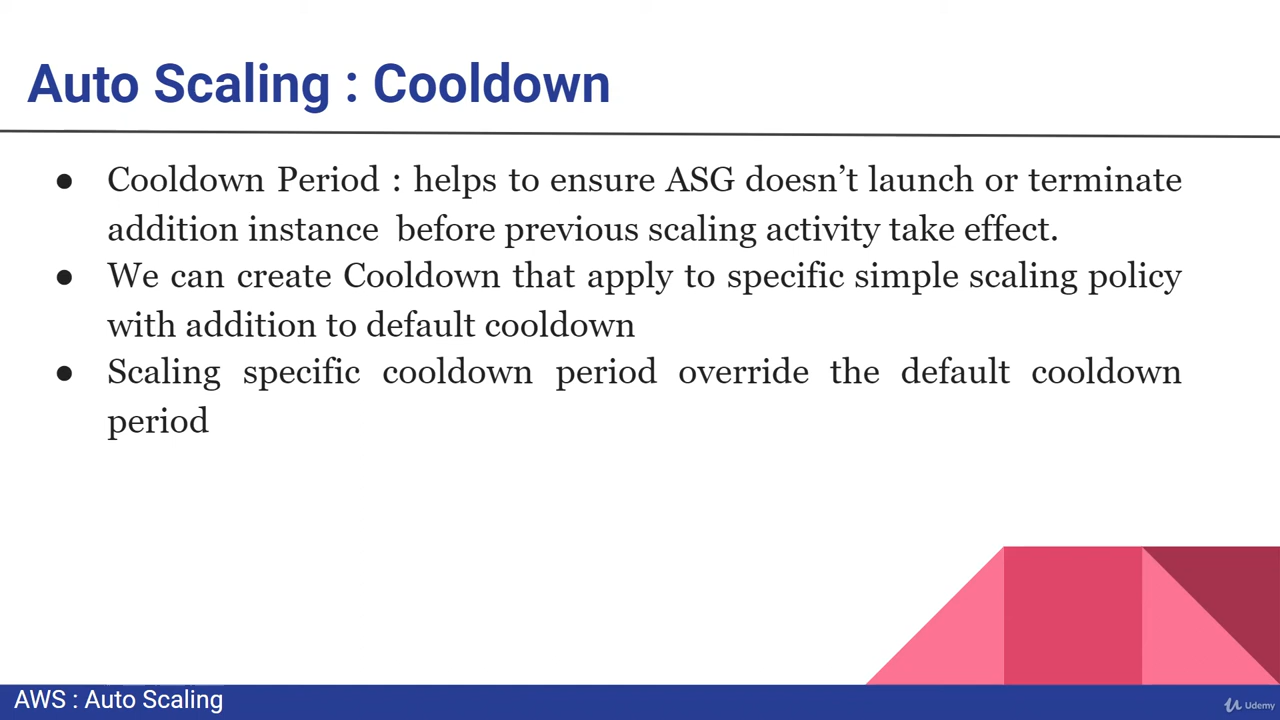 Auto Scaling : Cooldown
● Cooldown Period : helps to ensure ASG doesn’t launch or terminate
addition instance  before previous scaling activity take effect.
● We can create Cooldown that apply to specific simple scaling policy
with addition to default cooldown
● Scaling specific cooldown period override the default cooldown
period
AWS : Auto Scaling
Udemy